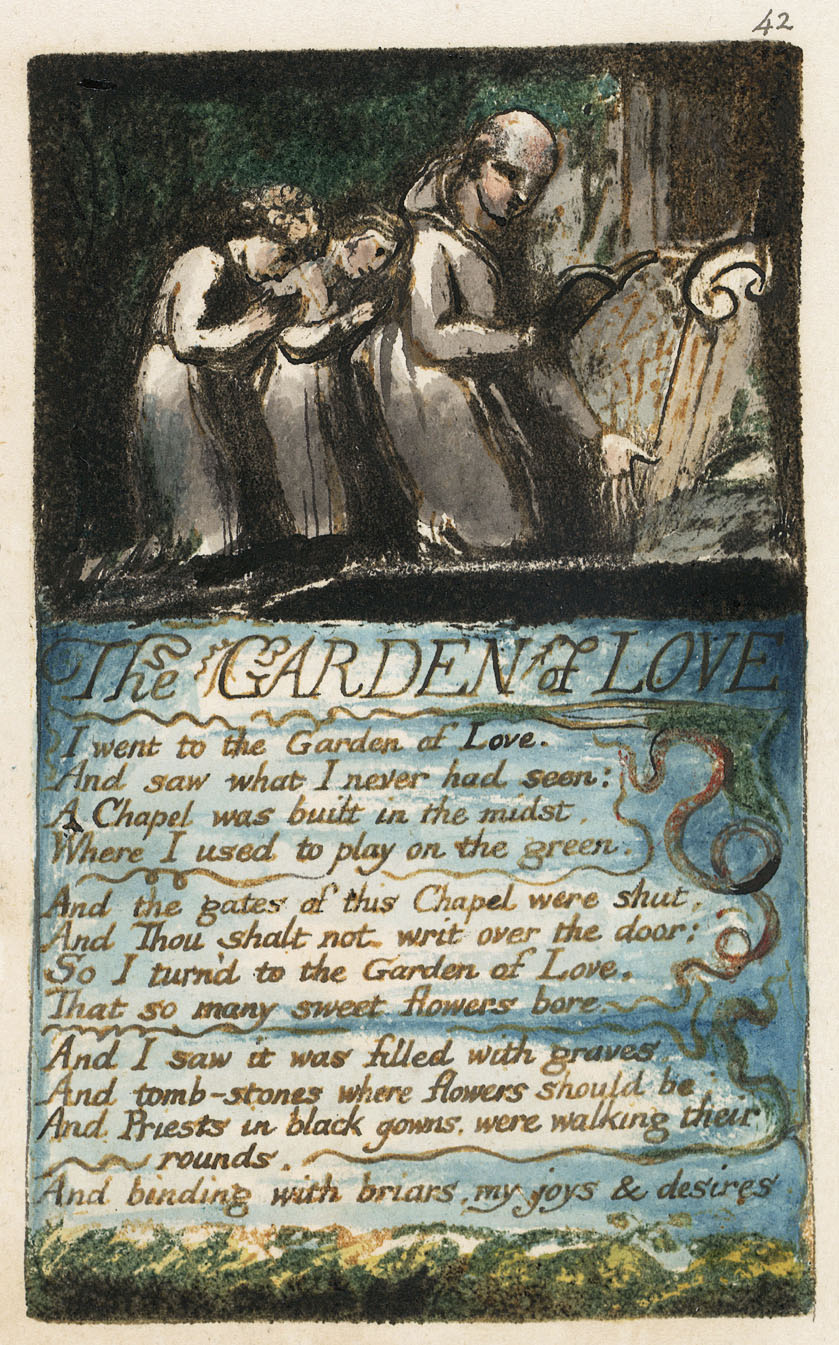 42
The GARDEN of LOVE
I went to the Garden of Love.
And saw what I never had seen:
A Chapel was built in the midst,
Where I used to play on the green.
And the gates of this Chapel were shut,
And Thou shalt not. writ over the door:
So I turn'd to the Garden of Love.
That so many sweet flowers bore.
And I saw it was filled with graves,
And tomb-stones where flowers should be:
And Priests in black gowns, were walking their
rounds,
And binding with briars, my joys & desires